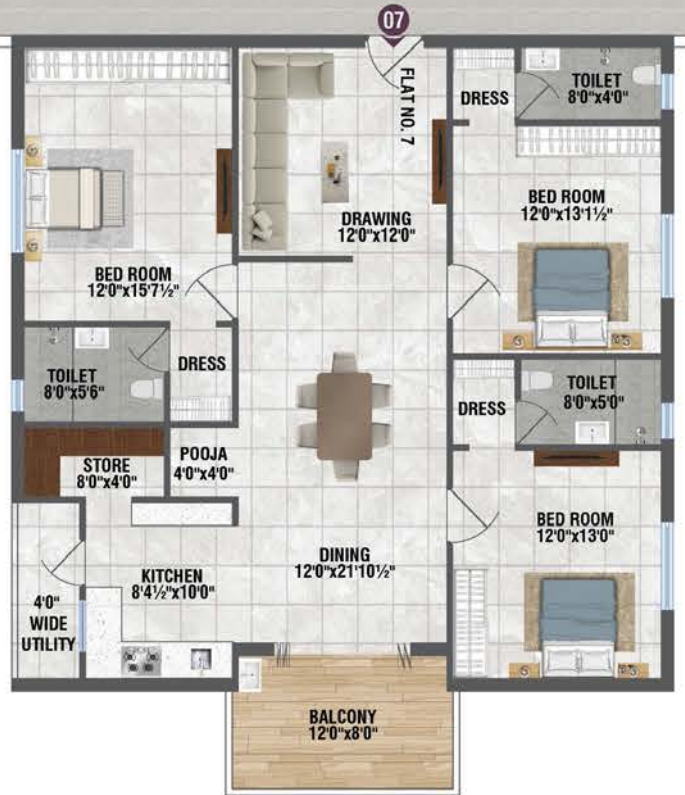 07
FLAT NO. 7
DRESS
TOILET
8'0"x4'0"
DRAWING
12'0"x12'0"
BED ROOM
12'0"x13'1½"
BED ROOM
12'0"x15'7½"
TOILET
8'0"x5'6"
DRESS
DRESS
TOILET
8'0"x5'0"
STORE
8'0"x4'0"
POOJA
4'0"x4'0"
BED ROOM
12'0"x13'0"
DINING
12'0"x21'10½"
KITCHEN
8'4½"x10'0"
4'0"
WIDE
UTILITY
BALCONY
12'0"x8'0"